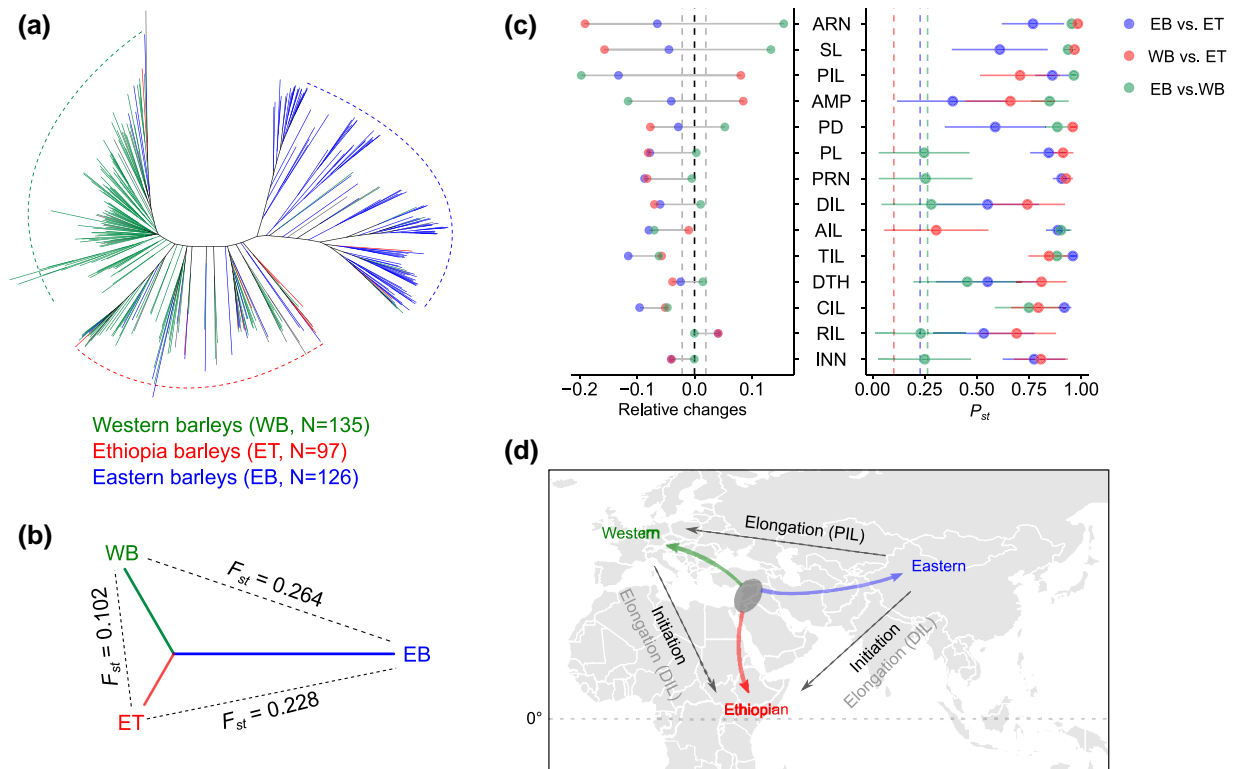 (a)
Western barleys (WB, N=135)
Ethiopia barleys (ET, N=97)
Eastern barleys (EB, N=126)
(b)
WB
EB
ET
Fst = 0.264
Fst = 0.102
Fst = 0.228
(c)
ARN
SL
PIL
AMP
PD
PL
PRN
DIL
AIL
TIL
DTH
CIL
RIL
INN
−0.2 −0.1 0.0 0.1
Relative changes
0.00 0.25 0.50 0.75 1.00
Pst
EB vs. ET
WB vs. ET
EB vs.WB
(d)
Western
Elongation (PIL)
Eastern
Initiation
Elongation (DIL)
Initiation
Elongation (DIL)
Ethiopian
0°